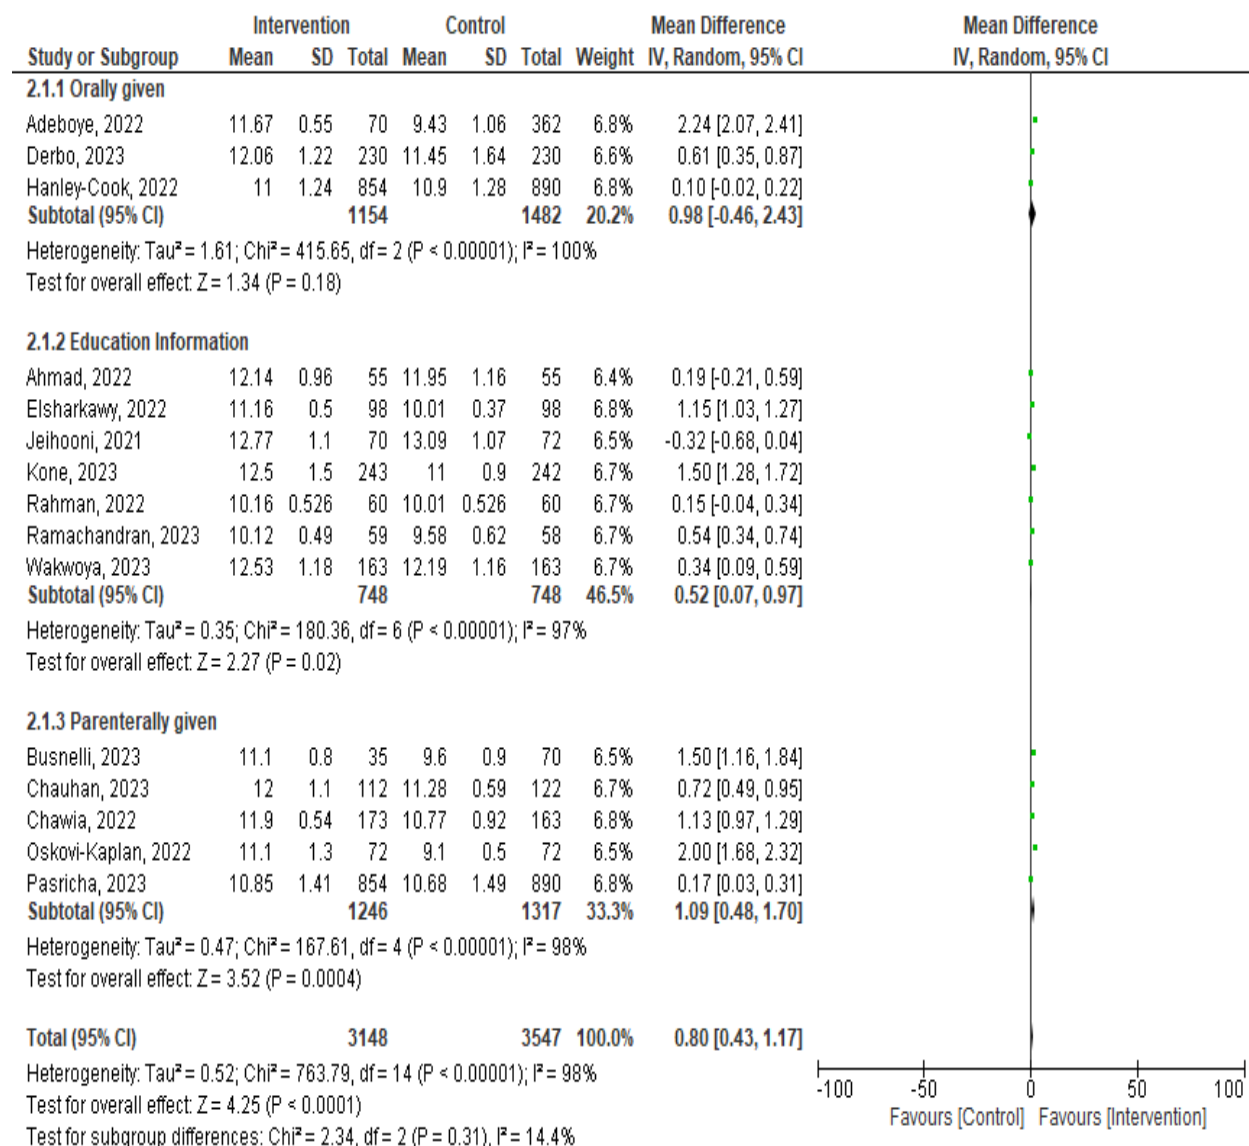 Intervention Control Mean Difference Mean Difference
Study or Subgroup Mean SD Total Mean SD Total Weight IV, Random, 95% CI IV, Random, 95% CI
2.1.1 Orally given
Adeboye, 2022 11.67 0.55 70 9.43 1.06 362 6.8% 2.24 [2.07, 2.41]
Derbo, 2023 12.06 1.22 230 11.45 1.64 230 6.6% 0.61 [0.35, 0.87]
Hanley-Cook, 2022 11 1.24 854 10.9 1.28 890 6.8% 0.10 [-0.02, 0.22]
Subtotal (95% CI) 1154 1482 20.2% 0.98 [-0.46, 2.43]
Heterogeneity: Tau² = 1.61; Chi² = 415.65, df = 2 (P < 0.00001); I² = 100%
Test for overall effect: Z = 1.34 (P = 0.18)
2.1.2 Education Information
Ahmad, 2022 12.14 0.96 55 11.95 1.16 55 6.4% 0.19 [-0.21, 0.59]
Elsharkawy, 2022 11.16 0.5 98 10.01 0.37 98 6.8% 1.15 [1.03, 1.27]
Jeihooni, 2021 12.77 1.1 70 13.09 1.07 72 6.5% -0.32 [-0.68, 0.04]
Kone, 2023 12.5 1.5 243 11 0.9 242 6.7% 1.50 [1.28, 1.72]
Rahman, 2022 10.16 0.526 60 10.01 0.526 60 6.7% 0.15 [-0.04, 0.34]
Ramachandran, 2023 10.12 0.49 59 9.58 0.62 58 6.7% 0.54 [0.34, 0.74]
Wakwoya, 2023 12.53 1.18 163 12.19 1.16 163 6.7% 0.34 [0.09, 0.59]
Subtotal (95% CI) 748 748 46.5% 0.52 [0.07, 0.97]
Heterogeneity: Tau² = 0.35; Chi² = 180.36, df = 6 (P < 0.00001); I² = 97%
Test for overall effect: Z = 2.27 (P = 0.02)
2.1.3 Parenterally given
Busnelli, 2023 11.1 0.8 35 9.6 0.9 70 6.5% 1.50 [1.16, 1.84]
Chauhan, 2023 12 1.1 112 11.28 0.59 122 6.7% 0.72 [0.49, 0.95]
Chawia, 2022 11.9 0.54 173 10.77 0.92 163 6.8% 1.13 [0.97, 1.29]
Oskovi-Kaplan, 2022 11.1 1.3 72 9.1 0.5 72 6.5% 2.00 [1.68, 2.32]
Pasricha, 2023 10.85 1.41 854 10.68 1.49 890 6.8% 0.17 [0.03, 0.31]
Subtotal (95% CI) 1246 1317 33.3% 1.09 [0.48, 1.70]
Heterogeneity: Tau² = 0.47; Chi² = 167.61, df = 4 (P < 0.00001); I² = 98%
Test for overall effect: Z = 3.52 (P = 0.0004)
Total (95% CI) 3148 3547 100.0% 0.80 [0.43, 1.17]
Heterogeneity: Tau² = 0.52; Chi² = 763.79, df = 14 (P < 0.00001); I² = 98%
-100 -50 0 50 100
Test for overall effect: Z = 4.25 (P < 0.0001)
Favours [Control] Favours [Intervention]
Test for subgroup differences: Chi² = 2.34, df = 2 (P = 0.31), I² = 14.4%